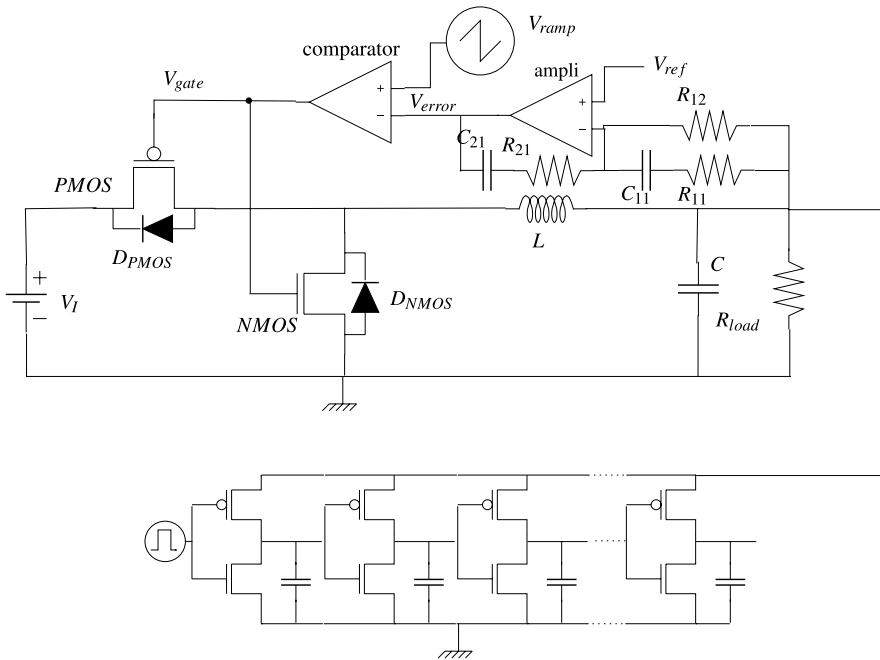 V_ramp
comparator
ampli
V_ref
V_gate
+
+
R_12
V_error
−
−
C_21
R_21
PMOS
C_11
R_11
D_PMOS
L
+
V_I
−
C
D_NMOS
NMOS
R_load